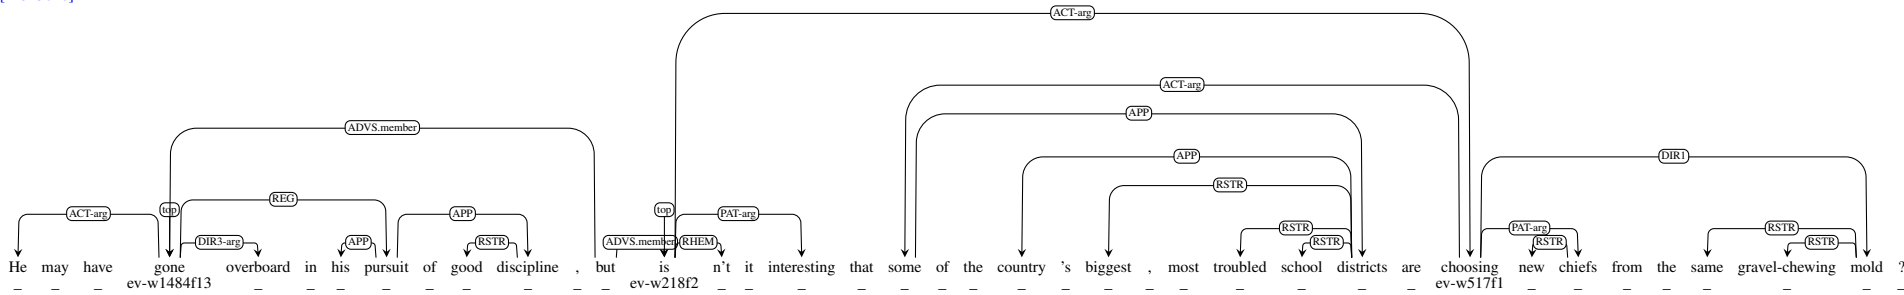 ACT-arg
ACT-arg
APP
ADVS.member
APP DIR1
RSTR
REG
ACT-arg top APP top PAT-arg
RSTR PAT-arg RSTR
DIR3-arg APP RSTR ADVS.member RHEM RSTR RSTR RSTR
He may have gone overboard in his pursuit of good discipline , but is n't it interesting that some of the country 's biggest , most troubled school districts are choosing new chiefs from the same gravel-chewing mold ?
_ _ _ ev-w1484f13 _ _ _ _ _ _ _ _ _ ev-w218f2 _ _ _ _ _ _ _ _ _ _ _ _ _ _ _ _ ev-w517f1 _ _ _ _ _ _ _ _